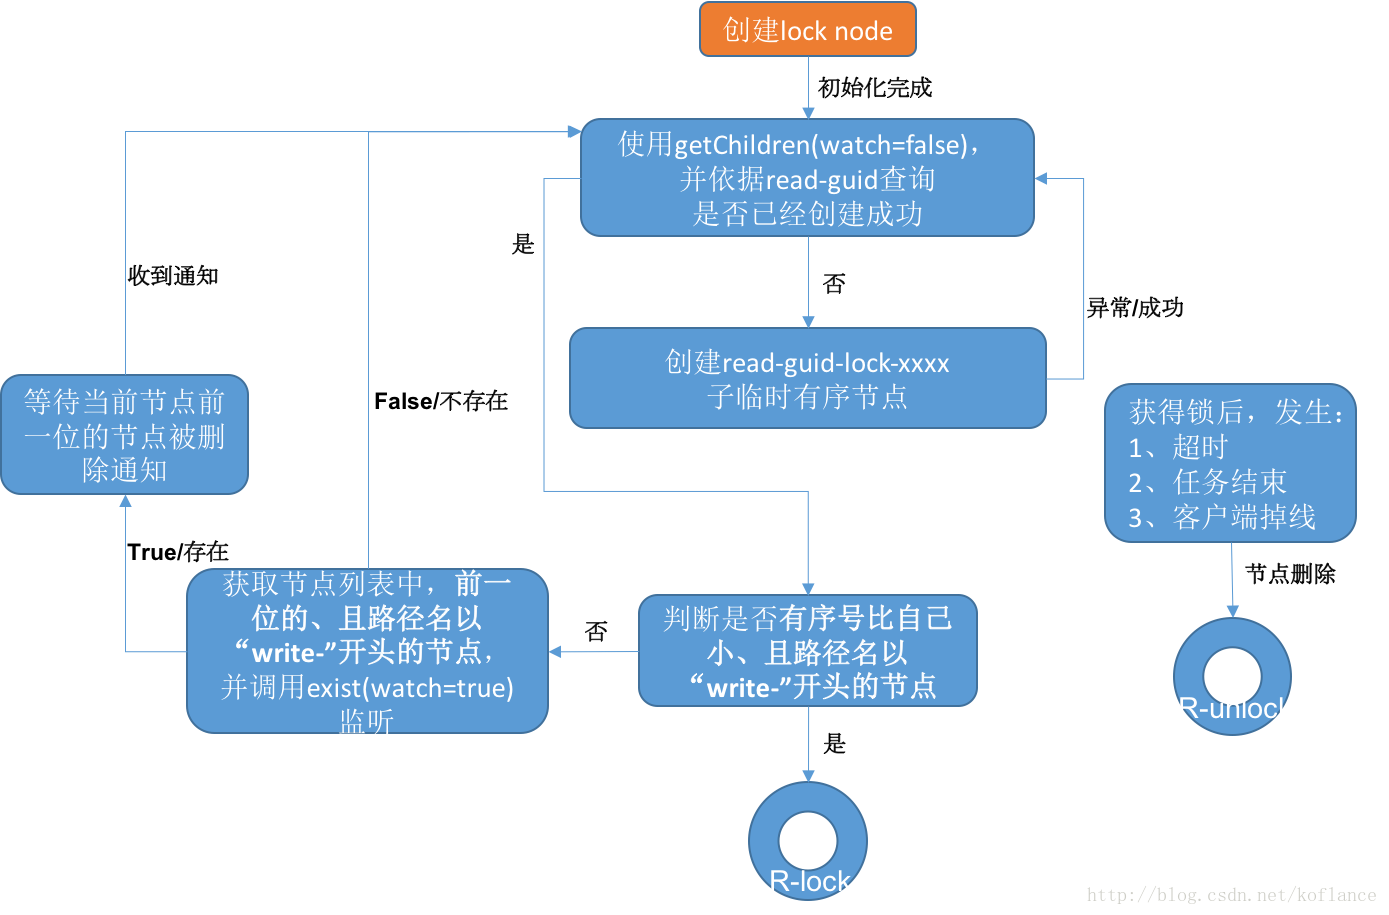 创建lock node
初始化完成
使用getChildren(watch=false)，
并依据read-guid查询
是否已经创建成功
是
收到通知
否
异常/成功
创建read-guid-lock-xxxx
子临时有序节点
等待当前节点前
一位的节点被删
除通知
False/不存在
获得锁后，发生：
1、超时
2、任务结束
3、客户端掉线
True/存在
节点删除
获取节点列表中，前一
位的、且路径名以
“write-”开头的节点，
并调用exist(watch=true)
监听
否
判断是否有序号比自己
小、且路径名以
“write-”开头的节点
R-unlock
是
R-lock
http://blog.csdn.net/koflance